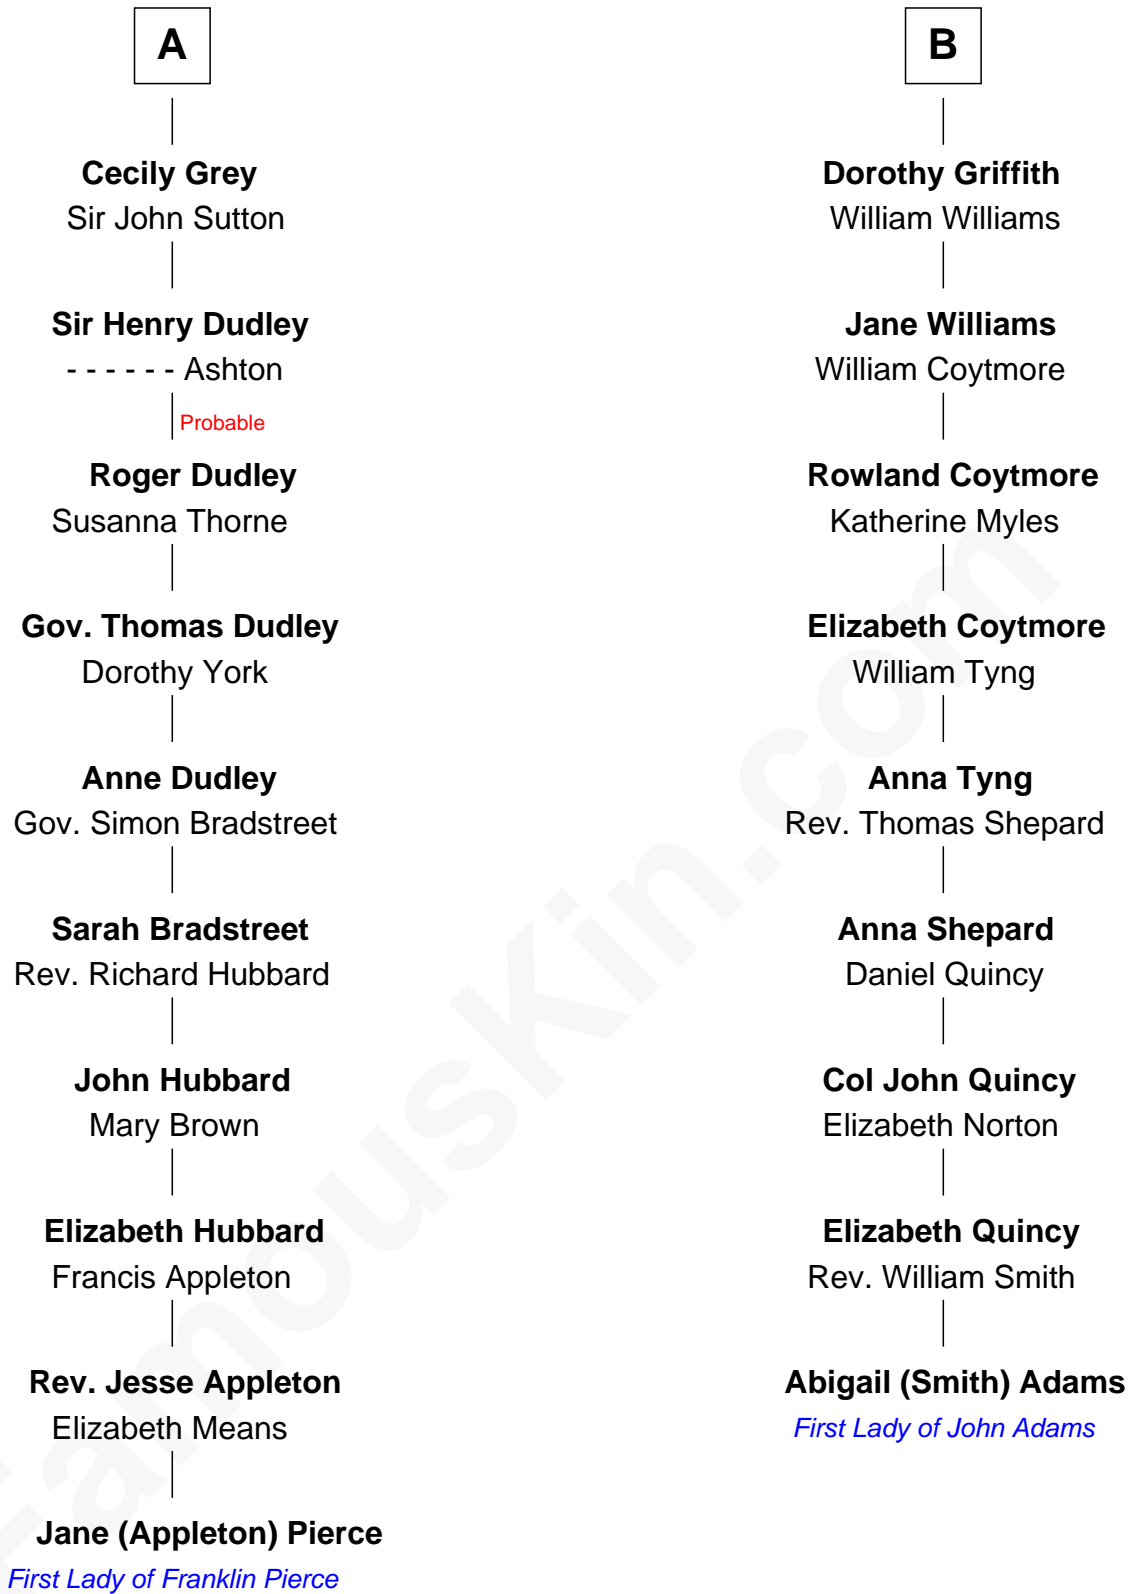 A
Cecily Grey
Sir John Sutton
Sir Henry Dudley
- - - - - - Ashton
Probable
Roger Dudley
Susanna Thorne
Gov. Thomas Dudley
Dorothy York
Anne Dudley
Gov. Simon Bradstreet
Sarah Bradstreet
Rev. Richard Hubbard
John Hubbard
Mary Brown
Elizabeth Hubbard
Francis Appleton
Rev. Jesse Appleton
Elizabeth Means
Jane (Appleton) Pierce
First Lady of Franklin Pierce
B
Dorothy Griffith
William Williams
Jane Williams
William Coytmore
Rowland Coytmore
Katherine Myles
Elizabeth Coytmore
William Tyng
Anna Tyng
Rev. Thomas Shepard
Anna Shepard
Daniel Quincy
Col John Quincy
Elizabeth Norton
Elizabeth Quincy
Rev. William Smith
Abigail (Smith) Adams
First Lady of John Adams
FamousKin.com